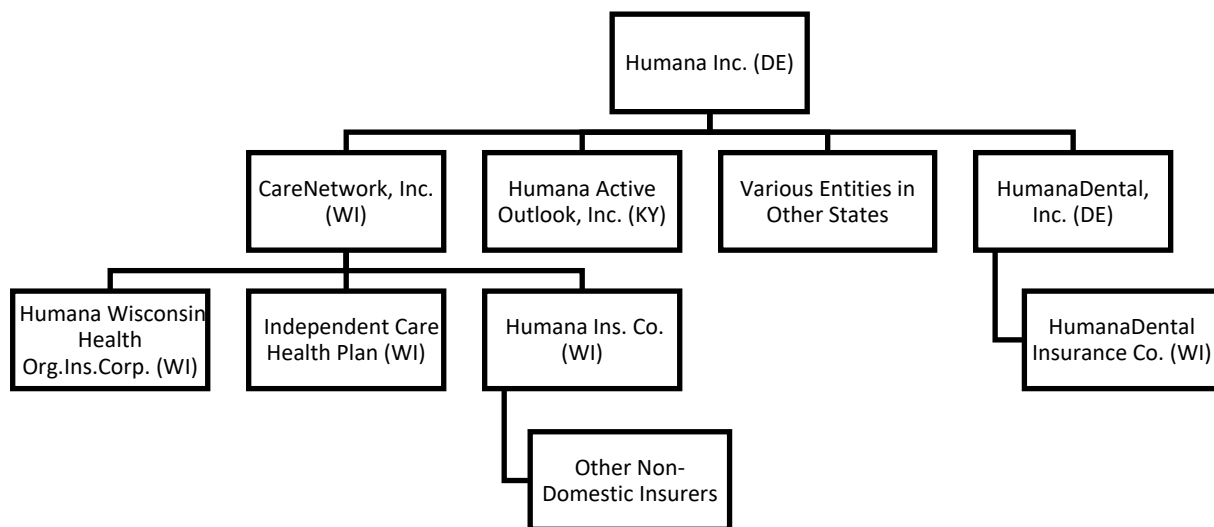 Humana Inc. (DE)
CareNetwork, Inc.
(WI)
Humana Active
Outlook, Inc. (KY)
Various Entities in
Other States
HumanaDental,
Inc. (DE)
Humana Wisconsin
Health
Org.Ins.Corp. (WI)
Independent Care
Health Plan (WI)
Humana Ins. Co.
(WI)
HumanaDental
Insurance Co. (WI)
Other Non-
Domestic Insurers